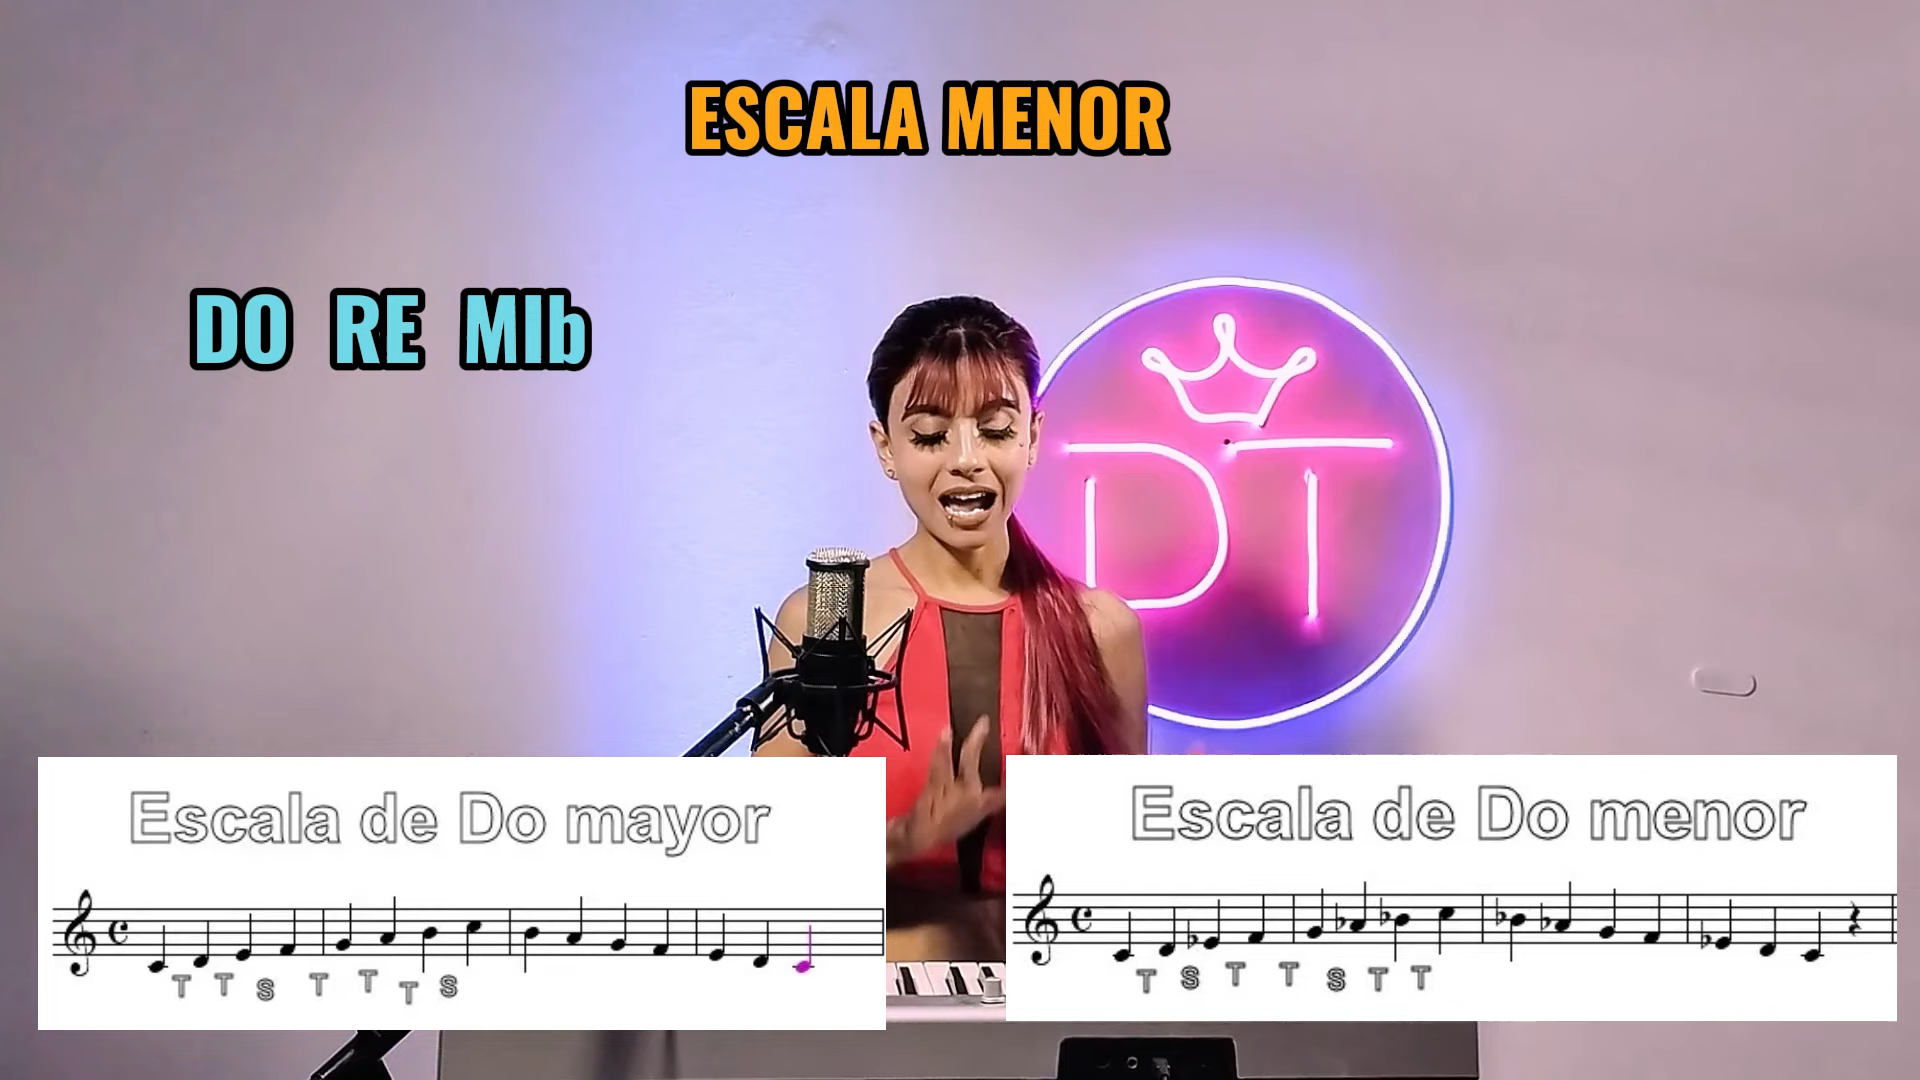 ESCALA MENOR
DO RE MIb
DT
Escala de Do mayor
T T S T T T S
Escala de Do menor
T S T T S T T